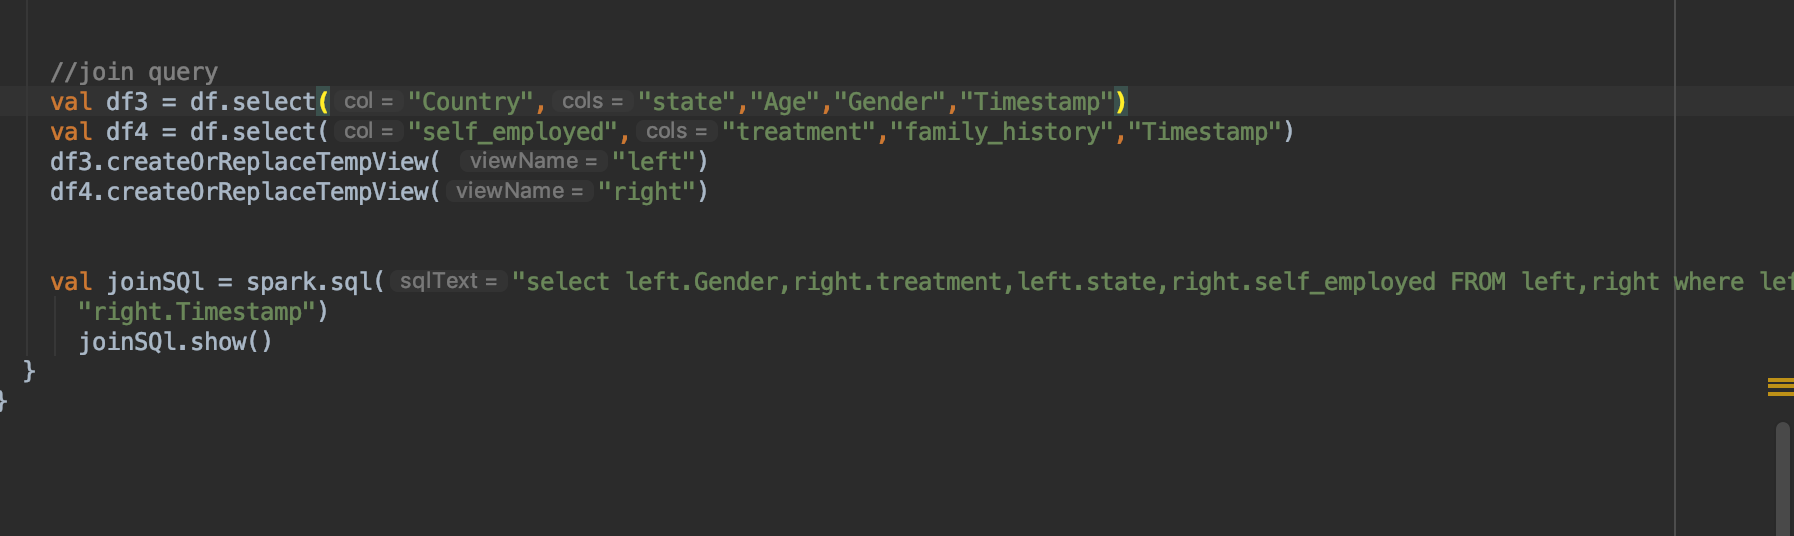 //join query
val df3 = df.select( col = "Country", cols = "state","Age","Gender","Timestamp")
val df4 = df.select( col = "self_employed", cols = "treatment","family_history","Timestamp")
df3.createOrReplaceTempView( viewName = "left")
df4.createOrReplaceTempView( viewName = "right")
val joinSQl = spark.sql( sqlText = "select left.Gender,right.treatment,left.state,right.self_employed FROM left,right where
"right.Timestamp")
joinSQl.show()
}
}